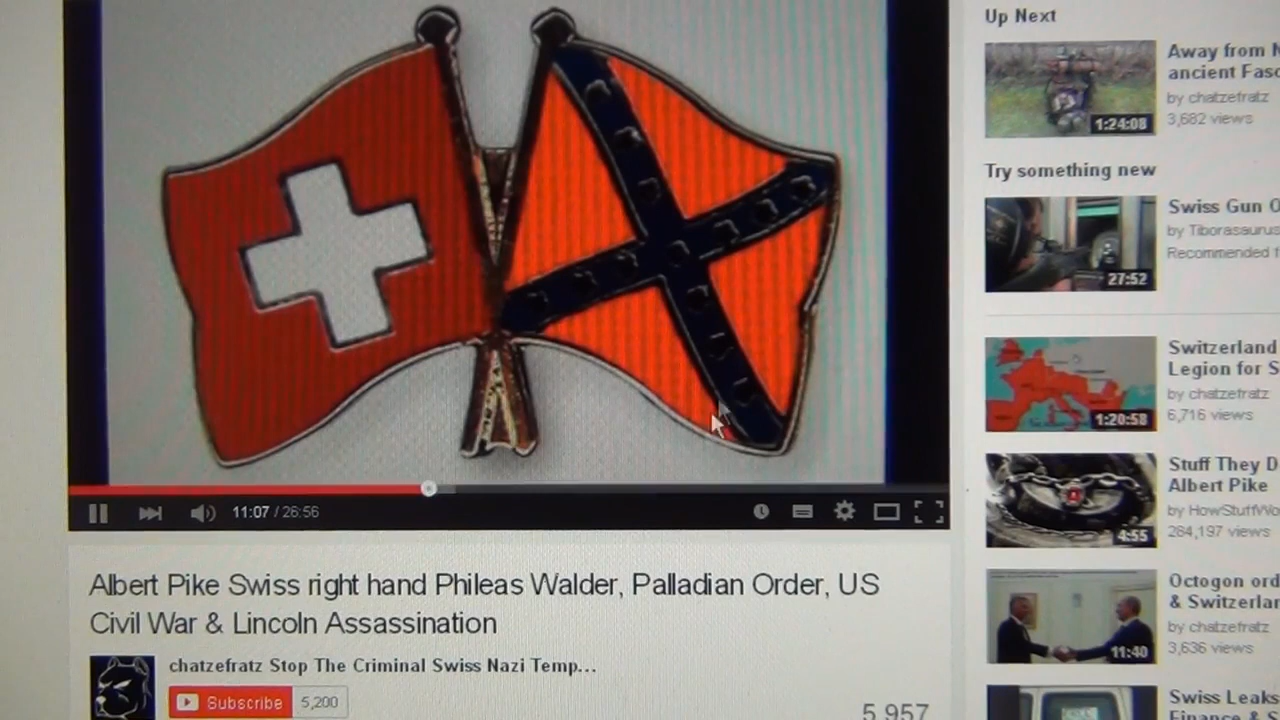 11:07 / 26:56
Albert Pike Swiss right hand Phileas Walder, Palladian Order, US
Civil War & Lincoln Assassination
chatzefratz Stop The Criminal Swiss Nazi Temp...
Subscribe 5,200
5,957
Up Next
1:24:08
Away from
ancient
by chatzefratz
3,682 views
Try something new
27:52
Swiss Gun
by Tiborasaurus
Recommended
1:20:58
Switzerland
Legion for
by chatzefratz
6,716 views
4:55
Stuff They
Albert Pike
by
284,197 views
11:40
Octogon
&
by chatzefratz
3,636 views
Swiss Leaks
Finance &